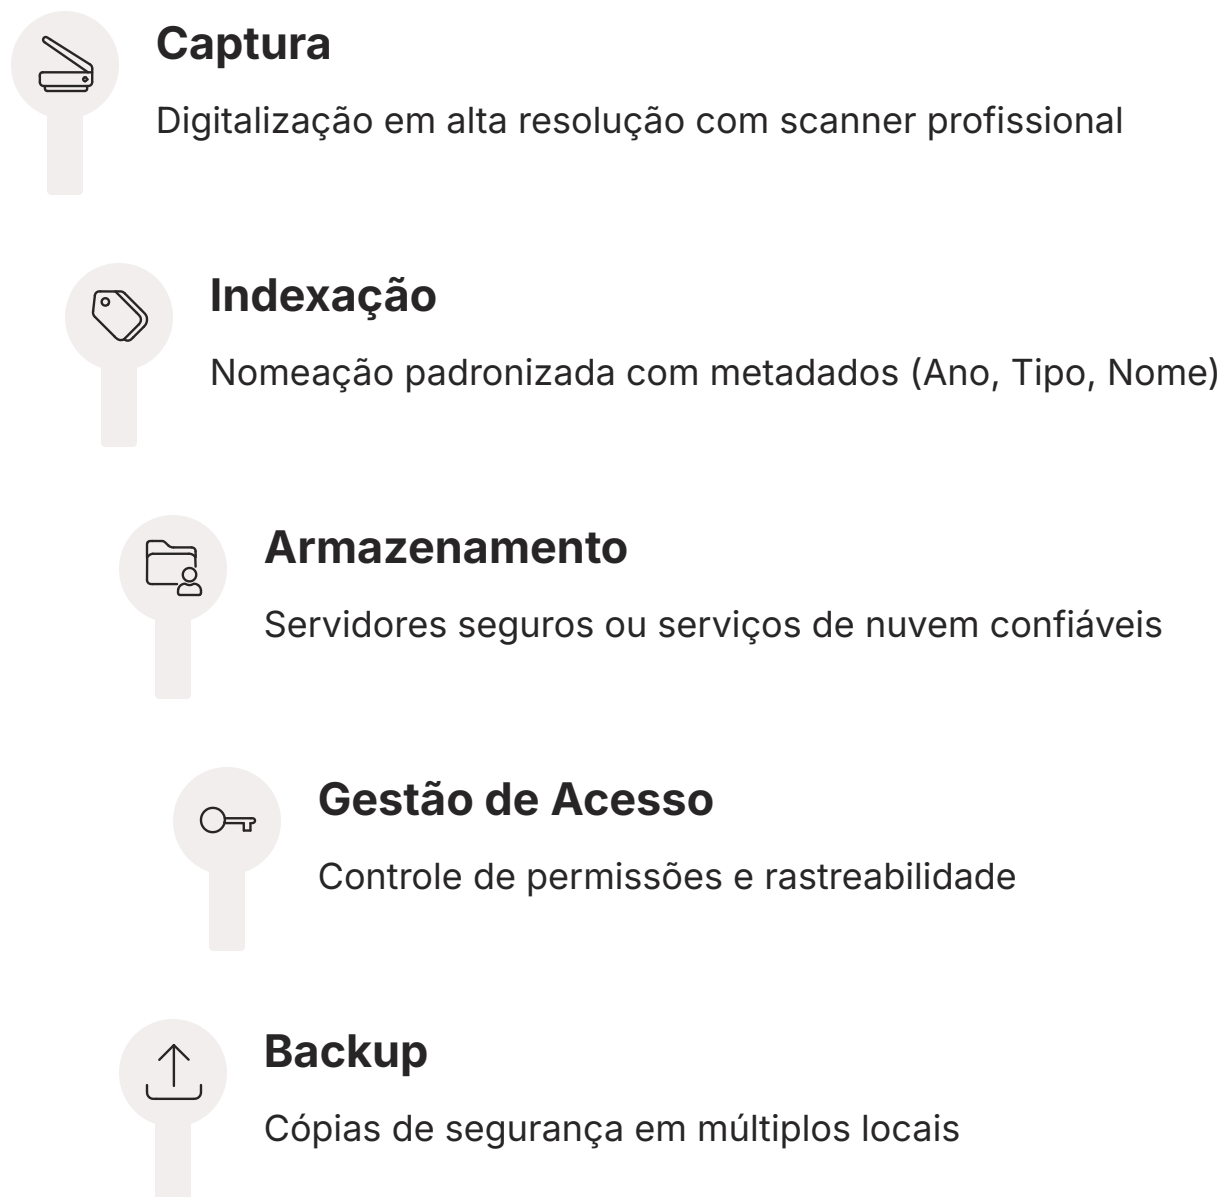 Captura
Digitalização em alta resolução com scanner profissional
Indexação
Nomeação padronizada com metadados (Ano, Tipo, Nome)
Armazenamento
Servidores seguros ou serviços de nuvem confiáveis
Gestão de Acesso
Controle de permissões e rastreabilidade
Backup
Cópias de segurança em múltiplos locais